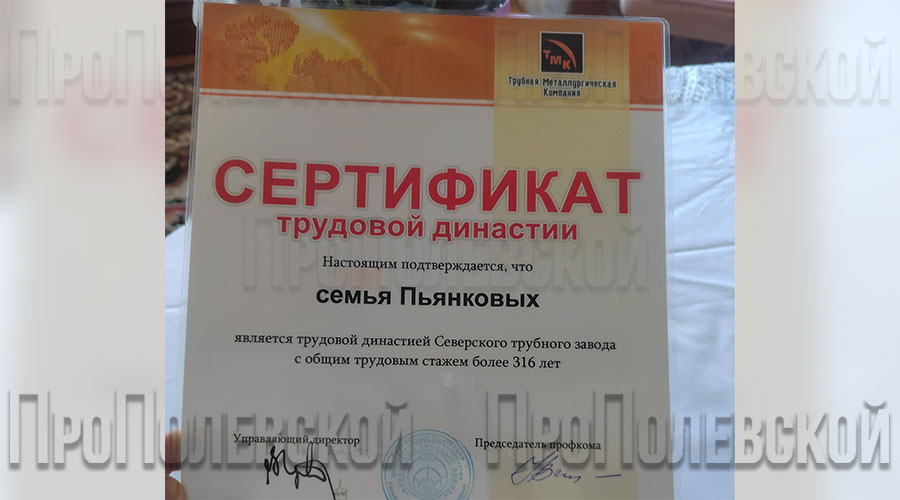 ТМК
Трубная Металлургическая
Компания
СЕРТИФИКАТ
трудовой династии
Настоящим подтверждается, что
семья Пьянковых
является трудовой династией Северского трубного завода
с общим трудовым стажем более 316 лет
Управляющий директор
Председатель профкома
ПроПолевской
ПроПолевской
ПроПолевской
ПроПолевской
ПроПолевской